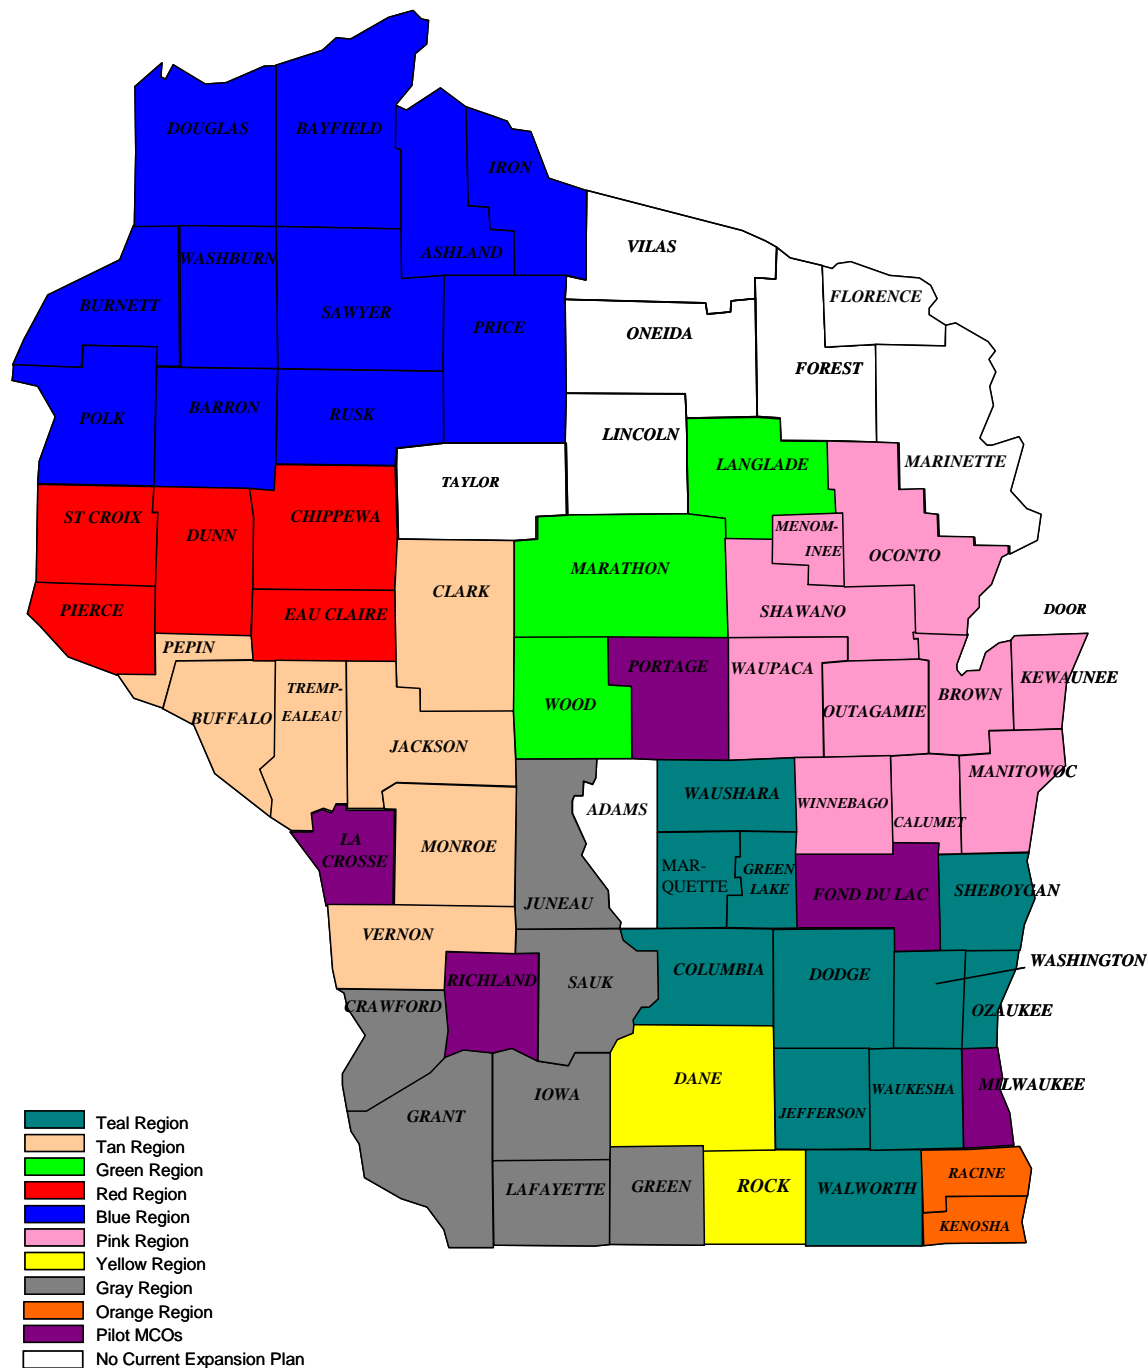 DOUGLAS
BAYFIELD
IRON
ASHLAND
VILAS
WASHBURN
BURNETT
SAWYER
PRICE
FLORENCE
ONEIDA
FOREST
POLK
BARRON
RUSK
LINCOLN
MARINETTE
LANGLADE
TAYLOR
ST CROIX
DUNN
CHIPPEWA
MENOM-
INEE
OCONTO
MARATHON
CLARK
PIERCE
EAU CLAIRE
SHAWANO
DOOR
PEPIN
PORTAGE
WAUPACA
KEWAUNEE
TREMP-
EALEAU
BUFFALO
WOOD
OUTAGAMIE
BROWN
JACKSON
MANITOWOC
ADAMS
WAUSHARA
WINNEBAGO
CALUMET
LA
CROSSE
MONROE
MAR-
QUETTE
GREEN
LAKE
FOND DU LAC
SHEBOYGAN
JUNEAU
VERNON
RICHLAND
SAUK
COLUMBIA
DODGE
WASHINGTON
CRAWFORD
OZAUKEE
DANE
IOWA
GRANT
JEFFERSON
WAUKESHA
MILWAUKEE
LAFAYETTE
GREEN
ROCK
WALWORTH
RACINE
KENOSHA
Teal Region
Tan Region
Green Region
Red Region
Blue Region
Pink Region
Yellow Region
Gray Region
Orange Region
Pilot MCOs
No Current Expansion Plan